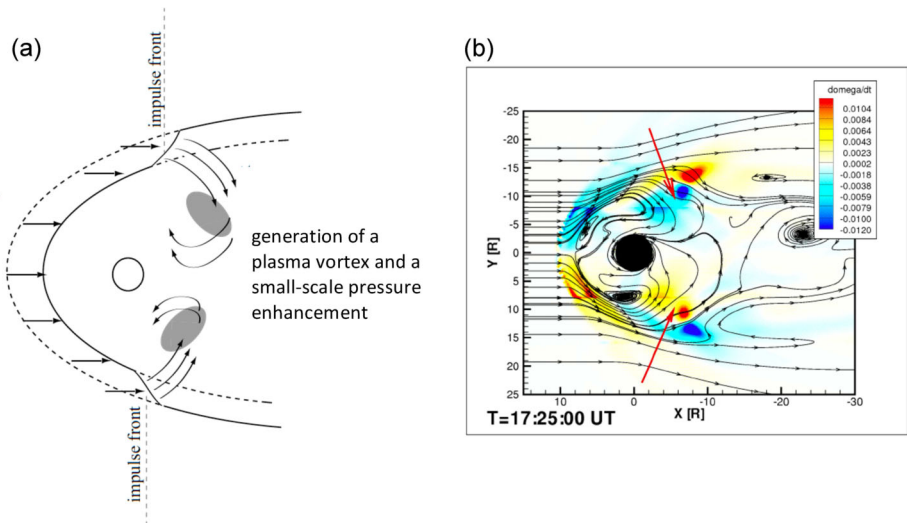 (a)
impulse front
generation of a
plasma vortex and a
small-scale pressure
enhancement
impulse front
(b)
domega/dt
0.0104
0.0084
0.0064
0.0043
0.0023
0.0002
-0.0018
-0.0038
-0.0059
-0.0079
-0.0100
-0.0120
-25
-20
-15
-10
-5
0
5
10
15
20
25
Y [R]
10
0
-10
-20
-30
X [R]
T=17:25:00 UT